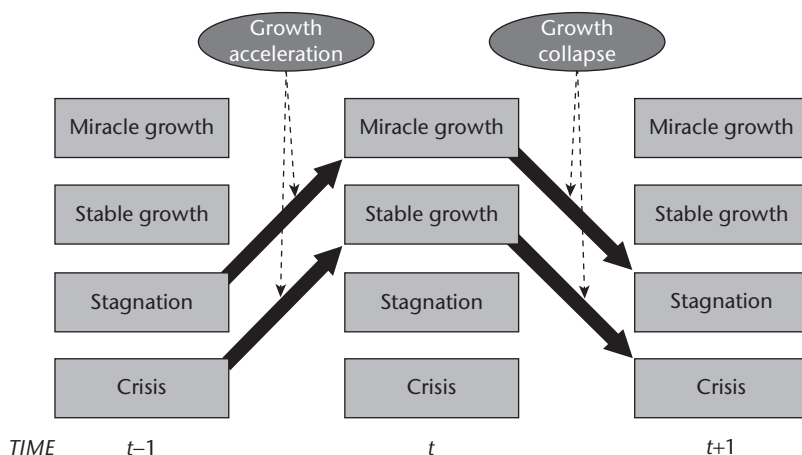 Growth
acceleration
Growth
collapse
Miracle growth
Miracle growth
Miracle growth
Stable growth
Stable growth
Stable growth
Stagnation
Stagnation
Stagnation
Crisis
Crisis
Crisis
TIME t–1 t t+1